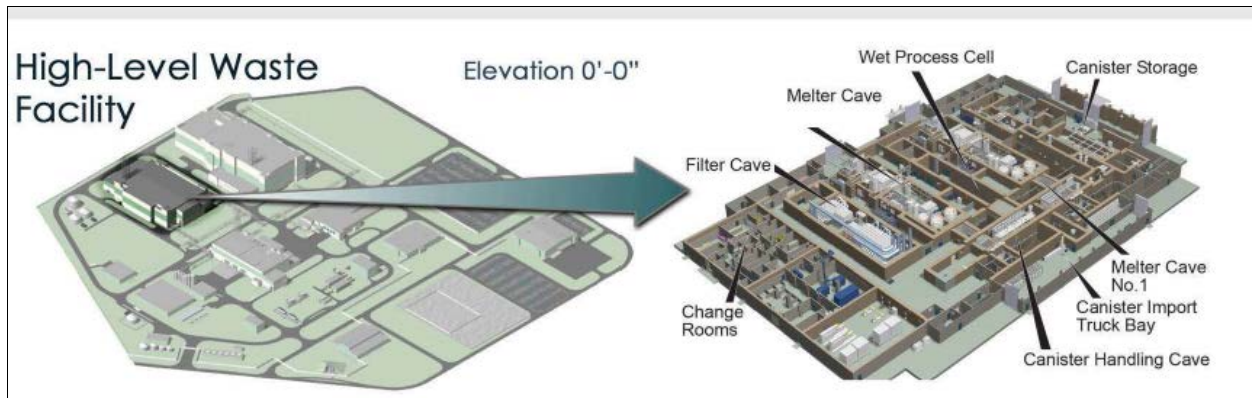 High-Level Waste
Facility
Elevation 0'-0"
Wet Process Cell
Canister Storage
Melter Cave
Filter Cave
Change
Rooms
Melter Cave
No.1
Canister Import
Truck Bay
Canister Handling Cave